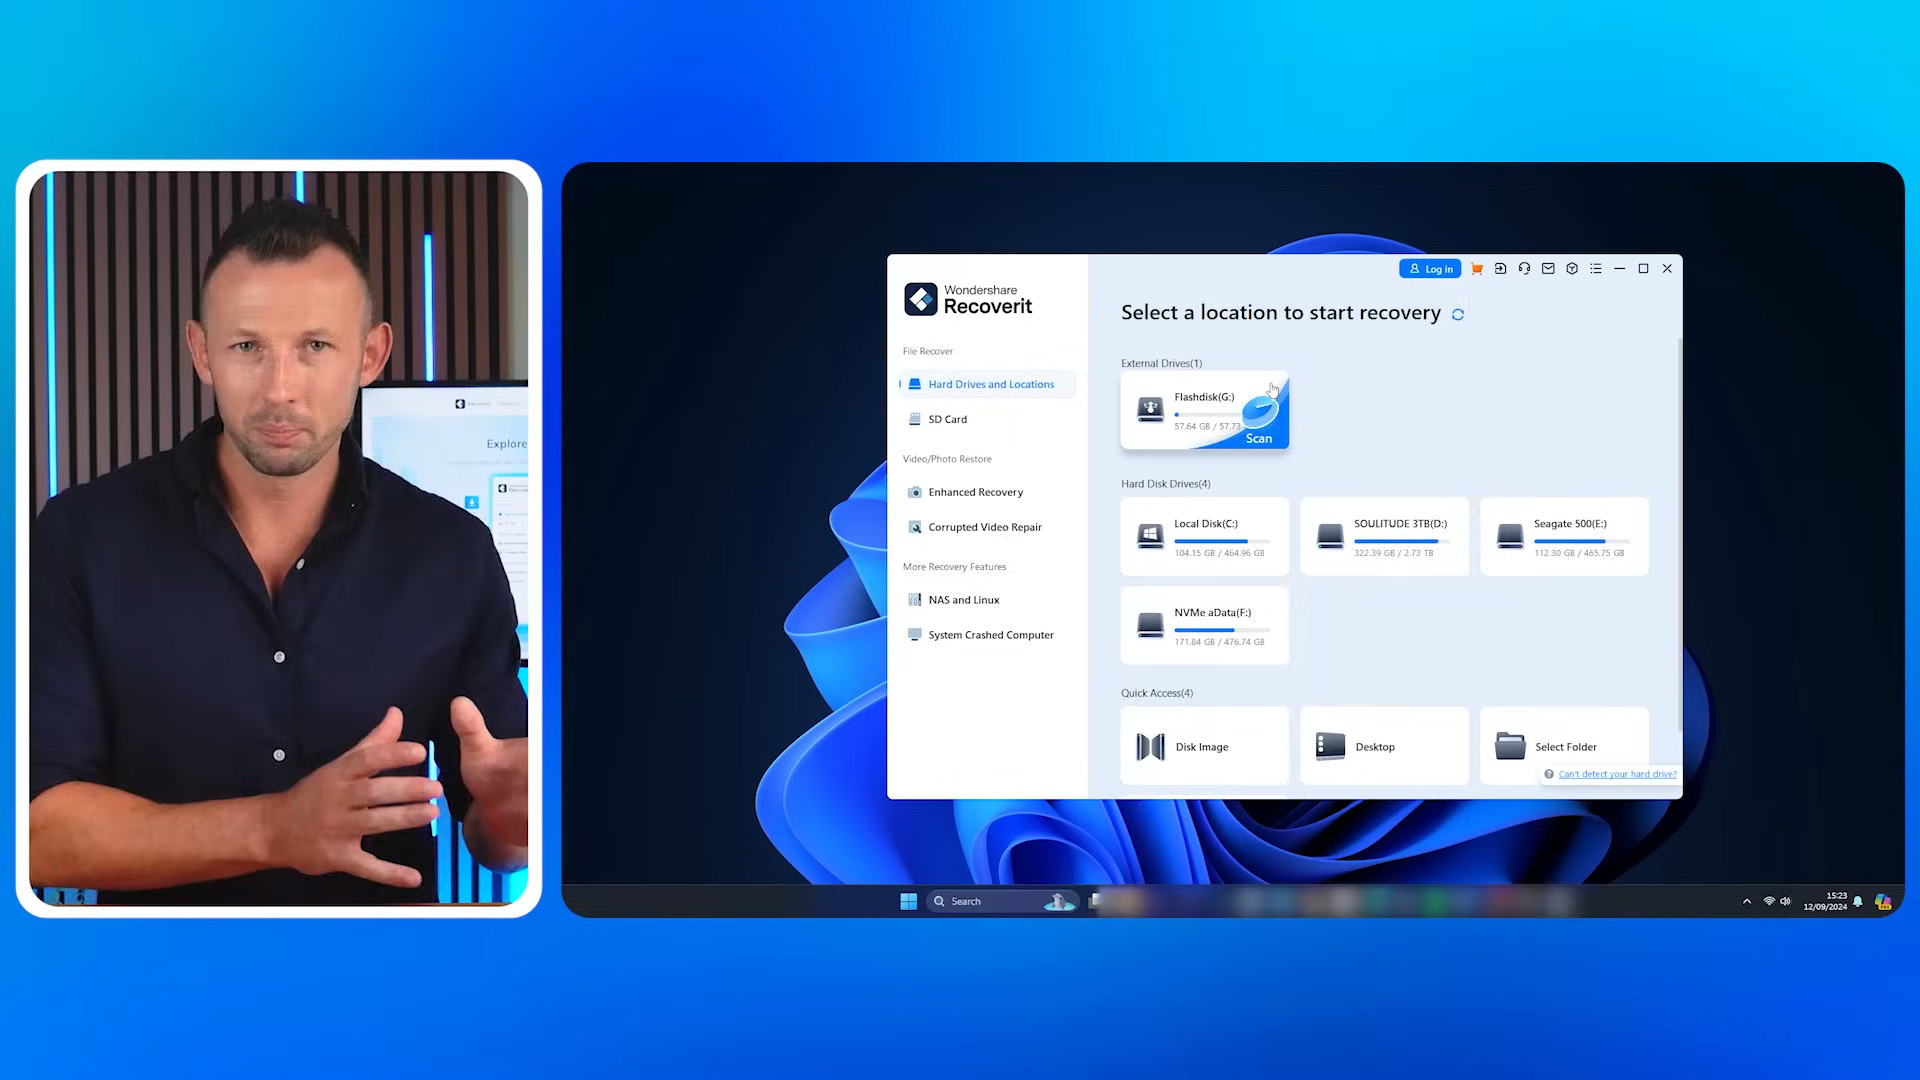 Explore
Wondershare
Recoverit
Log in
Select a location to start recovery
File Recover
Hard Drives and Locations
SD Card
Video/Photo Restore
Enhanced Recovery
Corrupted Video Repair
More Recovery Features
NAS and Linux
System Crashed Computer
External Drives(1)
Flashdisk(G:)
57.64 GB / 57.73
Scan
Hard Disk Drives(4)
Local Disk(C:)
104.15 GB / 464.96 GB
SOULITUDE 3TB(D:)
322.39 GB / 2.73 TB
Seagate 500(E:)
112.30 GB / 465.75 GB
NVMe aData(F:)
171.84 GB / 476.74 GB
Quick Access(4)
Disk Image
Desktop
Select Folder
Can't detect your hard drive?
Search
15:23
12/09/2024